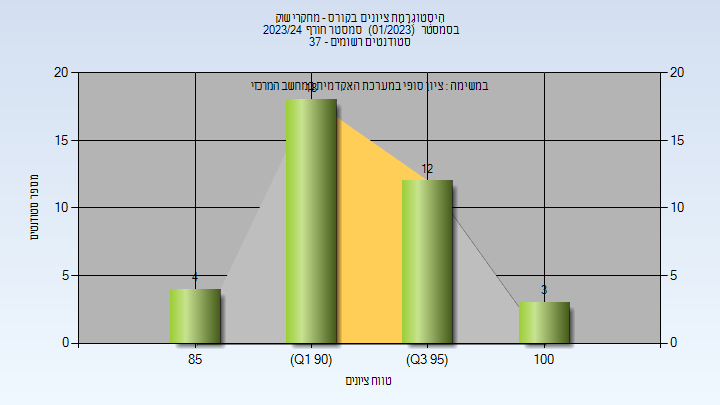 היסטוגרמת ציונים בקורס - מחקרי שוק
בסמסטר (01/2023) סמסטר חורף 2023/24
סטודנטים רשומים - 37
במשימה : ציון סופי במערכת האקדמית במחשב המרכזי
20 20
15 15
10 10
5 5
0 0
4
18
12
3
מספר סטודנטים
85 (Q1 90) (Q3 95) 100
טווח ציונים